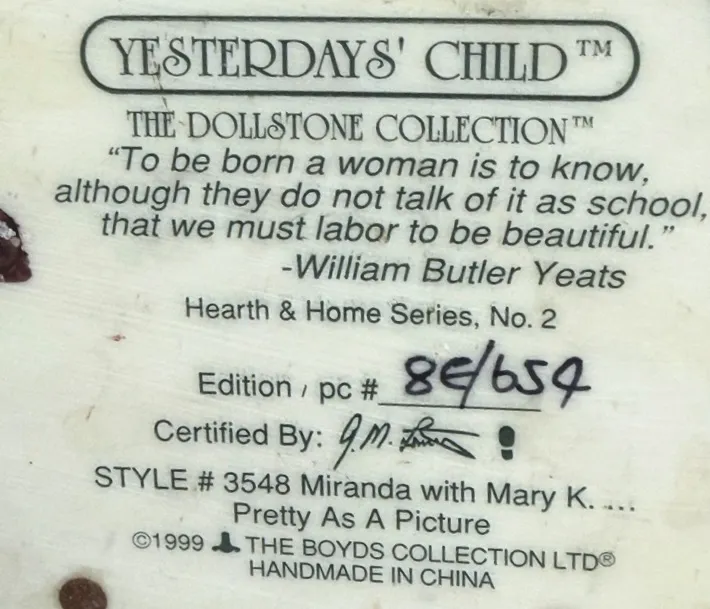 YESTERDAYS' CHILD™
THE DOLLSTONE COLLECTION™
“To be born a woman is to know,
although they do not talk of it as school,
that we must labor to be beautiful.”
-William Butler Yeats
Hearth & Home Series, No. 2
Edition / pc # 8E/654
Certified By: G.M.
STYLE # 3548 Miranda with Mary K. ...
Pretty As A Picture
©1999 THE BOYDS COLLECTION LTD®
HANDMADE IN CHINA